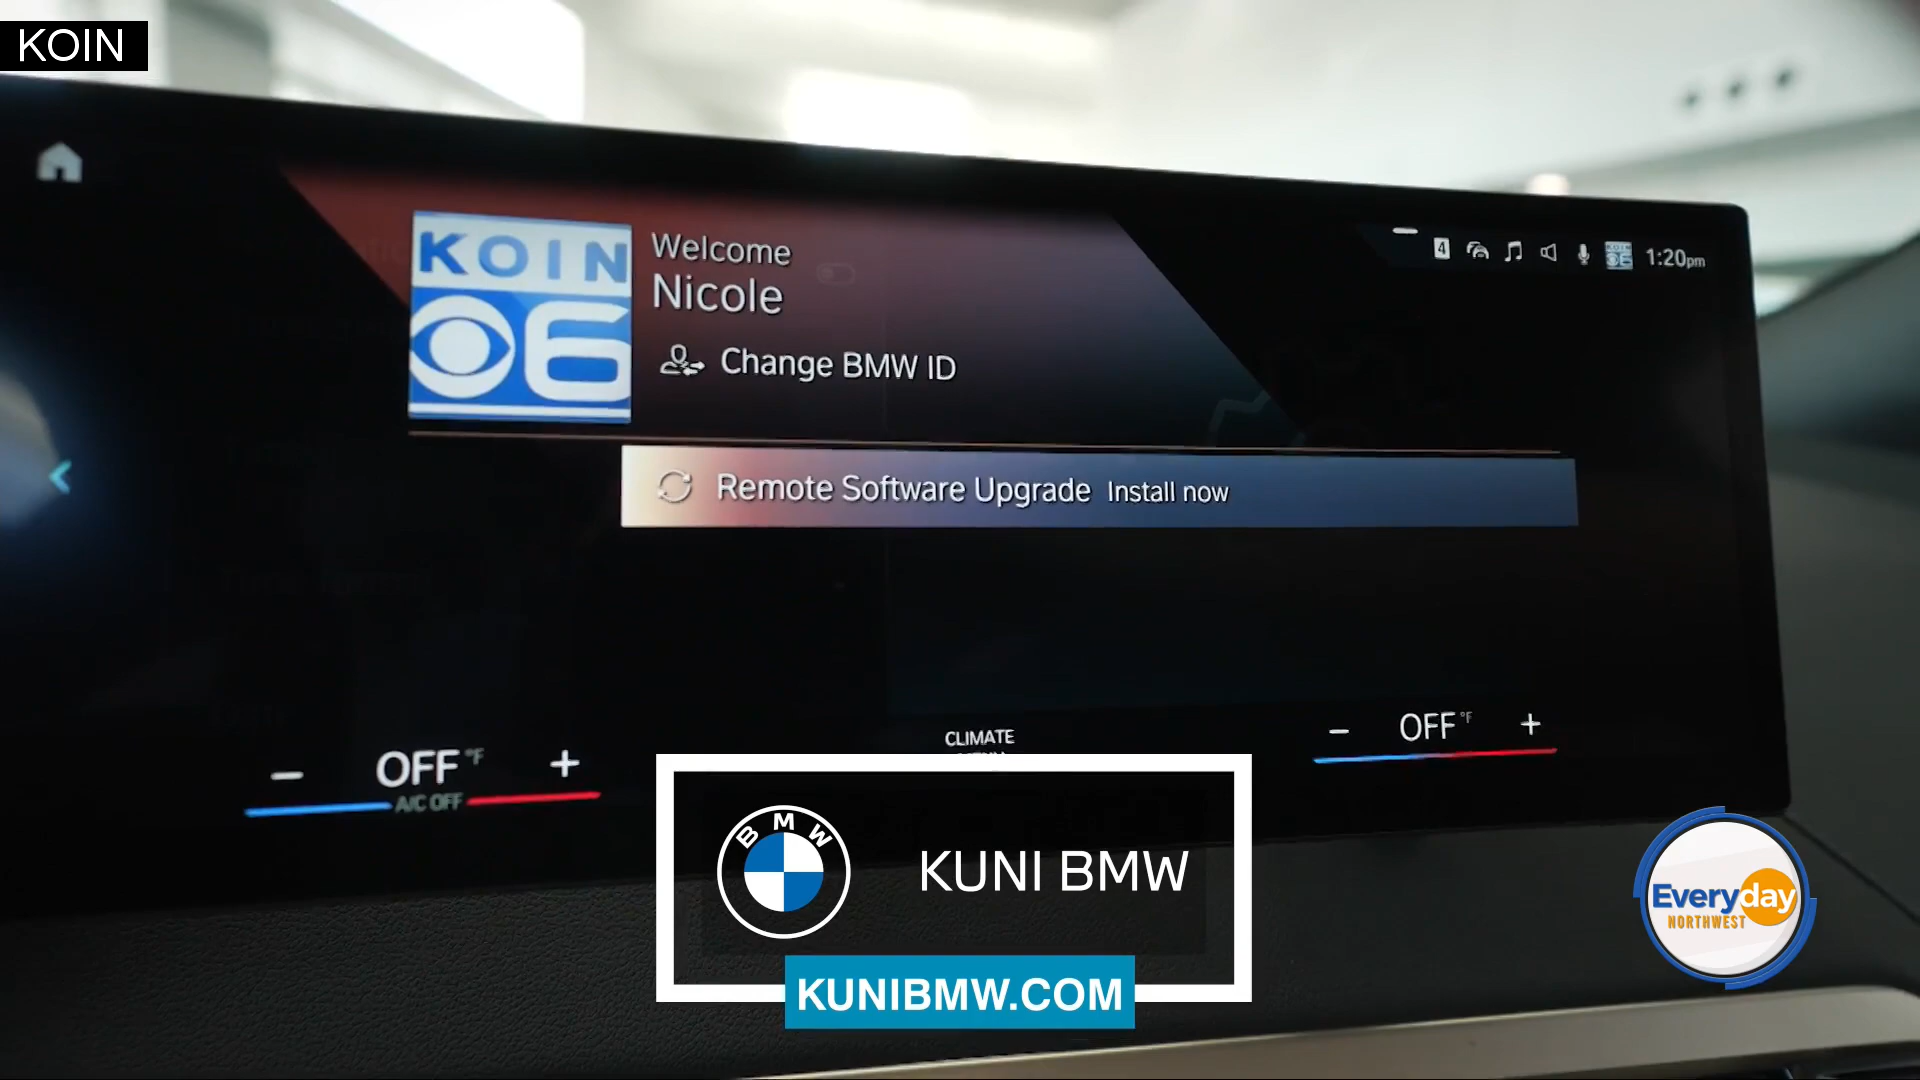 KOIN
KOIN
6
Welcome
Nicole
Change BMW ID
4
1:20pm
Remote Software Upgrade Install now
CLIMATE
OFF °F
A/C OFF
OFF °F
BMW
KUNI BMW
KUNIBMW.COM
Everyday
NORTHWEST